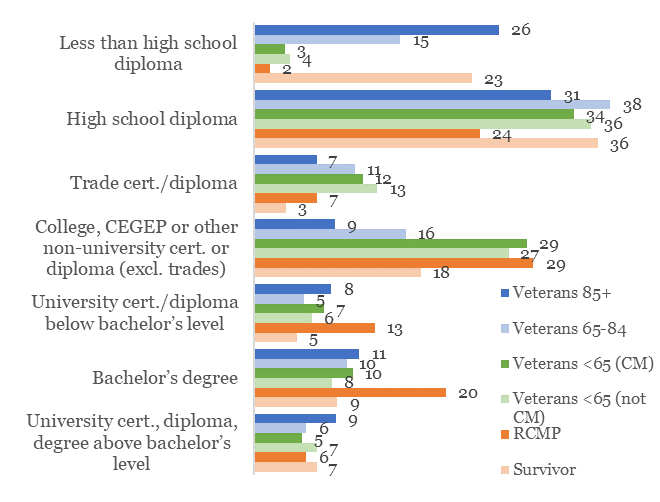 Less than high school
diploma
26
15
3
4
2
23
High school diploma
31
38
34
36
24
36
Trade cert./diploma
7
11
12
13
7
3
College, CEGEP or other
non-university cert. or
diploma (excl. trades)
9
16
29
27
29
18
University cert./diploma
below bachelor’s level
8
5
7
6
13
5
Bachelor’s degree
11
10
10
8
20
9
University cert., diploma,
degree above bachelor’s
level
9
6
5
7
6
7
Veterans 85+
Veterans 65-84
Veterans <65 (CM)
Veterans <65 (not
CM)
RCMP
Survivor